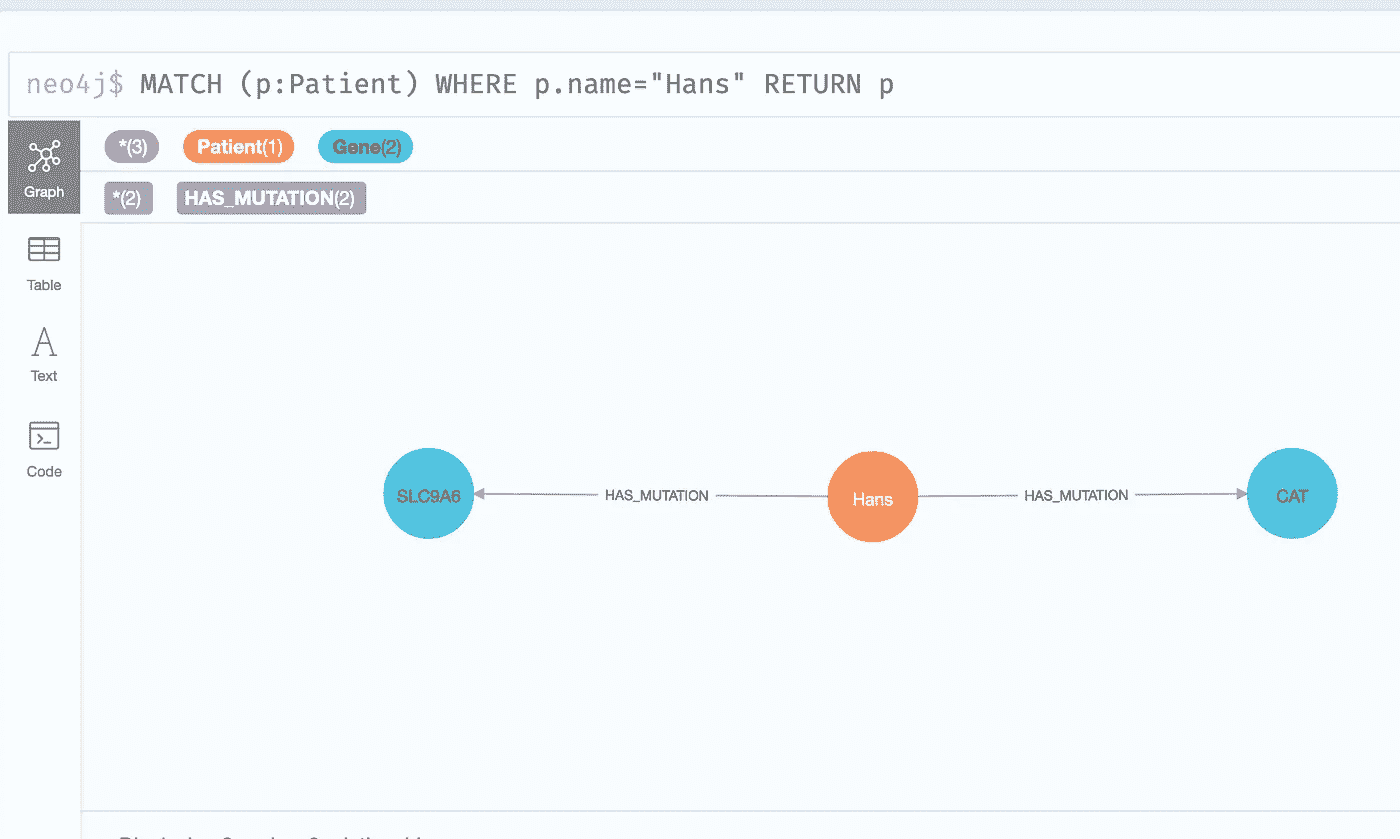 neo4j$ MATCH (p:Patient) WHERE p.name="Hans" RETURN p
*(3) Patient(1) Gene(2)
Graph
*(2) HAS_MUTATION(2)
Table
Text
Code
SLC9A6 HAS_MUTATION Hans HAS_MUTATION CAT